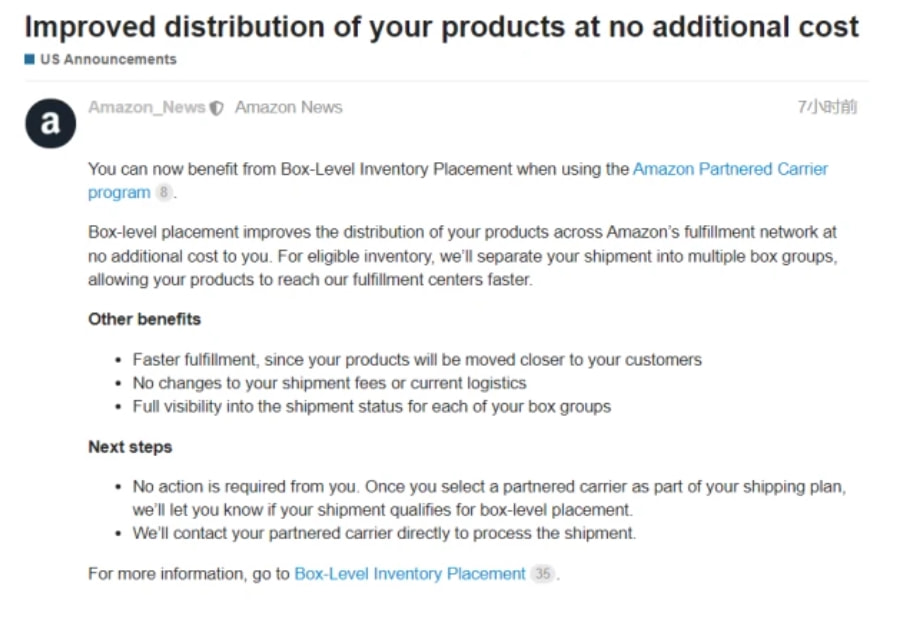 Improved distribution of your products at no additional cost
US Announcements
a
Amazon_News Amazon News 7小时前
You can now benefit from Box-Level Inventory Placement when using the Amazon Partnered Carrier
program 8 .
Box-level placement improves the distribution of your products across Amazon's fulfillment network at
no additional cost to you. For eligible inventory, we'll separate your shipment into multiple box groups,
allowing your products to reach our fulfillment centers faster.
Other benefits
• Faster fulfillment, since your products will be moved closer to your customers
• No changes to your shipment fees or current logistics
• Full visibility into the shipment status for each of your box groups
Next steps
• No action is required from you. Once you select a partnered carrier as part of your shipping plan,
we'll let you know if your shipment qualifies for box-level placement.
• We'll contact your partnered carrier directly to process the shipment.
For more information, go to Box-Level Inventory Placement 35 .